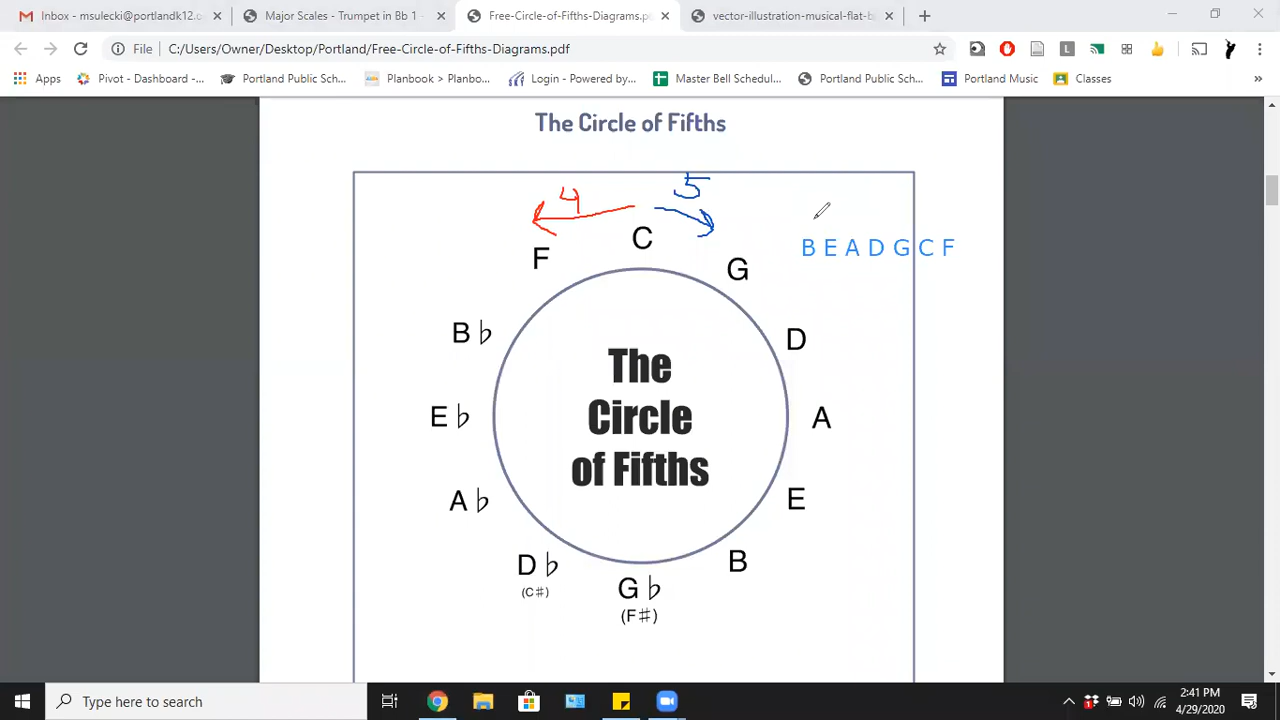 Inbox - msulecki@portlandk12.o
Major Scales - Trumpet in Bb 1 -
Free-Circle-of-Fifths-Diagrams.p
vector-illustration-musical-flat-b
File
C:/Users/Owner/Desktop/Portland/Free-Circle-of-Fifths-Diagrams.pdf
Apps
Pivot - Dashboard -...
Portland Public Sch...
Planbook > Planbo...
Login - Powered by...
Master Bell Schedul...
Portland Public Sch...
Portland Music
Classes
»
The Circle of Fifths
4
5
C
F
G
B E A D G C F
B♭
D
E♭
A
A♭
E
D♭
(C♯)
G♭
(F♯)
B
The
Circle
of Fifths
Type here to search
2:41 PM
4/29/2020